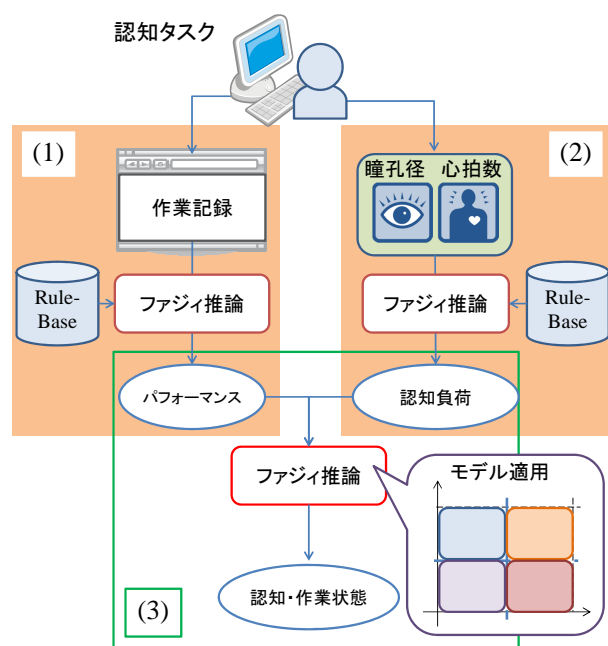 認知タスク
(1)
(2)
作業記録
瞳孔径 心拍数
Rule-
Base
ファジィ推論
ファジィ推論
Rule-
Base
パフォーマンス
認知負荷
ファジィ推論
モデル適用
認知・作業状態
(3)